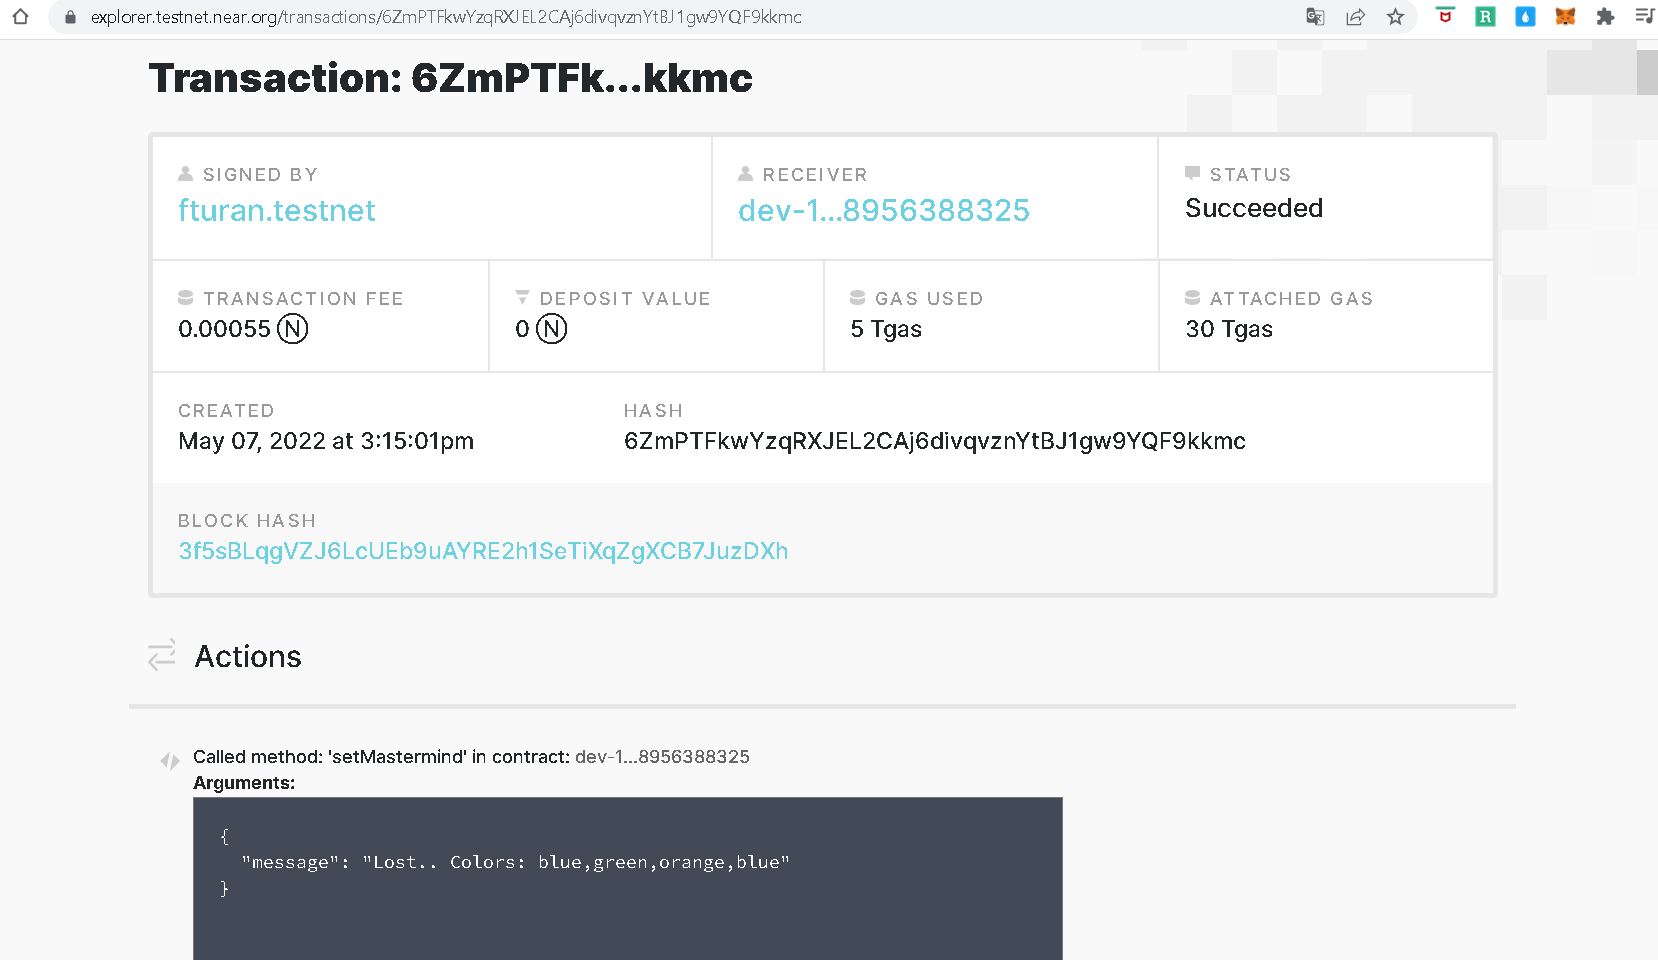 explorer.testnet.near.org/transactions/6ZmPTFkwYzqRXJEL2CAj6divqvznYtBJ1gw9YQF9kkmc
Transaction: 6ZmPTFk...kkmc
SIGNED BY
fturan.testnet
RECEIVER
dev-1...8956388325
STATUS
Succeeded
TRANSACTION FEE
0.00055 Ⓝ
DEPOSIT VALUE
0 Ⓝ
GAS USED
5 Tgas
ATTACHED GAS
30 Tgas
CREATED
May 07, 2022 at 3:15:01pm
HASH
6ZmPTFkwYzqRXJEL2CAj6divqvznYtBJ1gw9YQF9kkmc
BLOCK HASH
3f5sBLqgVZJ6LcUEb9uAYRE2h1SeTiXqZgXCB7JuzDXh
Actions
Called method: 'setMastermind' in contract: dev-1...8956388325
Arguments:
{
"message": "Lost.. Colors: blue,green,orange,blue"
}